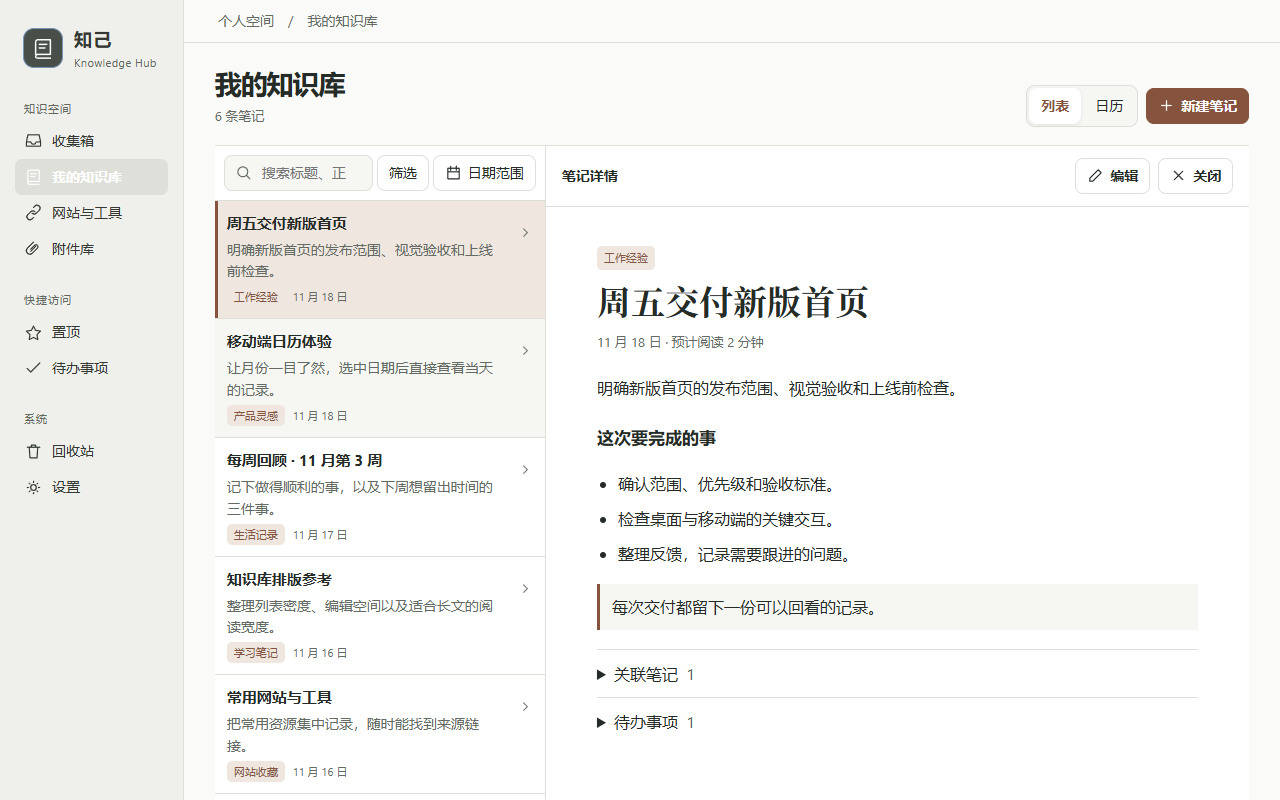 知己
Knowledge Hub
知识空间
收集箱
我的知识库
网站与工具
附件库
快捷访问
置顶
待办事项
系统
回收站
设置
个人空间 / 我的知识库
我的知识库
6 条笔记
列表 日历
+ 新建笔记
搜索标题、正
筛选
日期范围
周五交付新版首页
明确新版首页的发布范围、视觉验收和上线
前检查。
工作经验 11 月 18 日
移动端日历体验
让月份一目了然，选中日期后直接查看当天
的记录。
产品灵感 11 月 18 日
每周回顾 · 11 月第 3 周
记下做得顺利的事，以及下周想留出时间的
三件事。
生活记录 11 月 17 日
知识库排版参考
整理列表密度、编辑空间以及适合长文的阅
读宽度。
学习笔记 11 月 16 日
常用网站与工具
把常用资源集中记录，随时能找到来源链
接。
网站收藏 11 月 16 日
笔记详情
编辑
关闭
工作经验
周五交付新版首页
11 月 18 日 · 预计阅读 2 分钟
明确新版首页的发布范围、视觉验收和上线前检查。
这次要完成的事
• 确认范围、优先级和验收标准。
• 检查桌面与移动端的关键交互。
• 整理反馈，记录需要跟进的问题。
每次交付都留下一份可以回看的记录。
▶ 关联笔记 1
▶ 待办事项 1